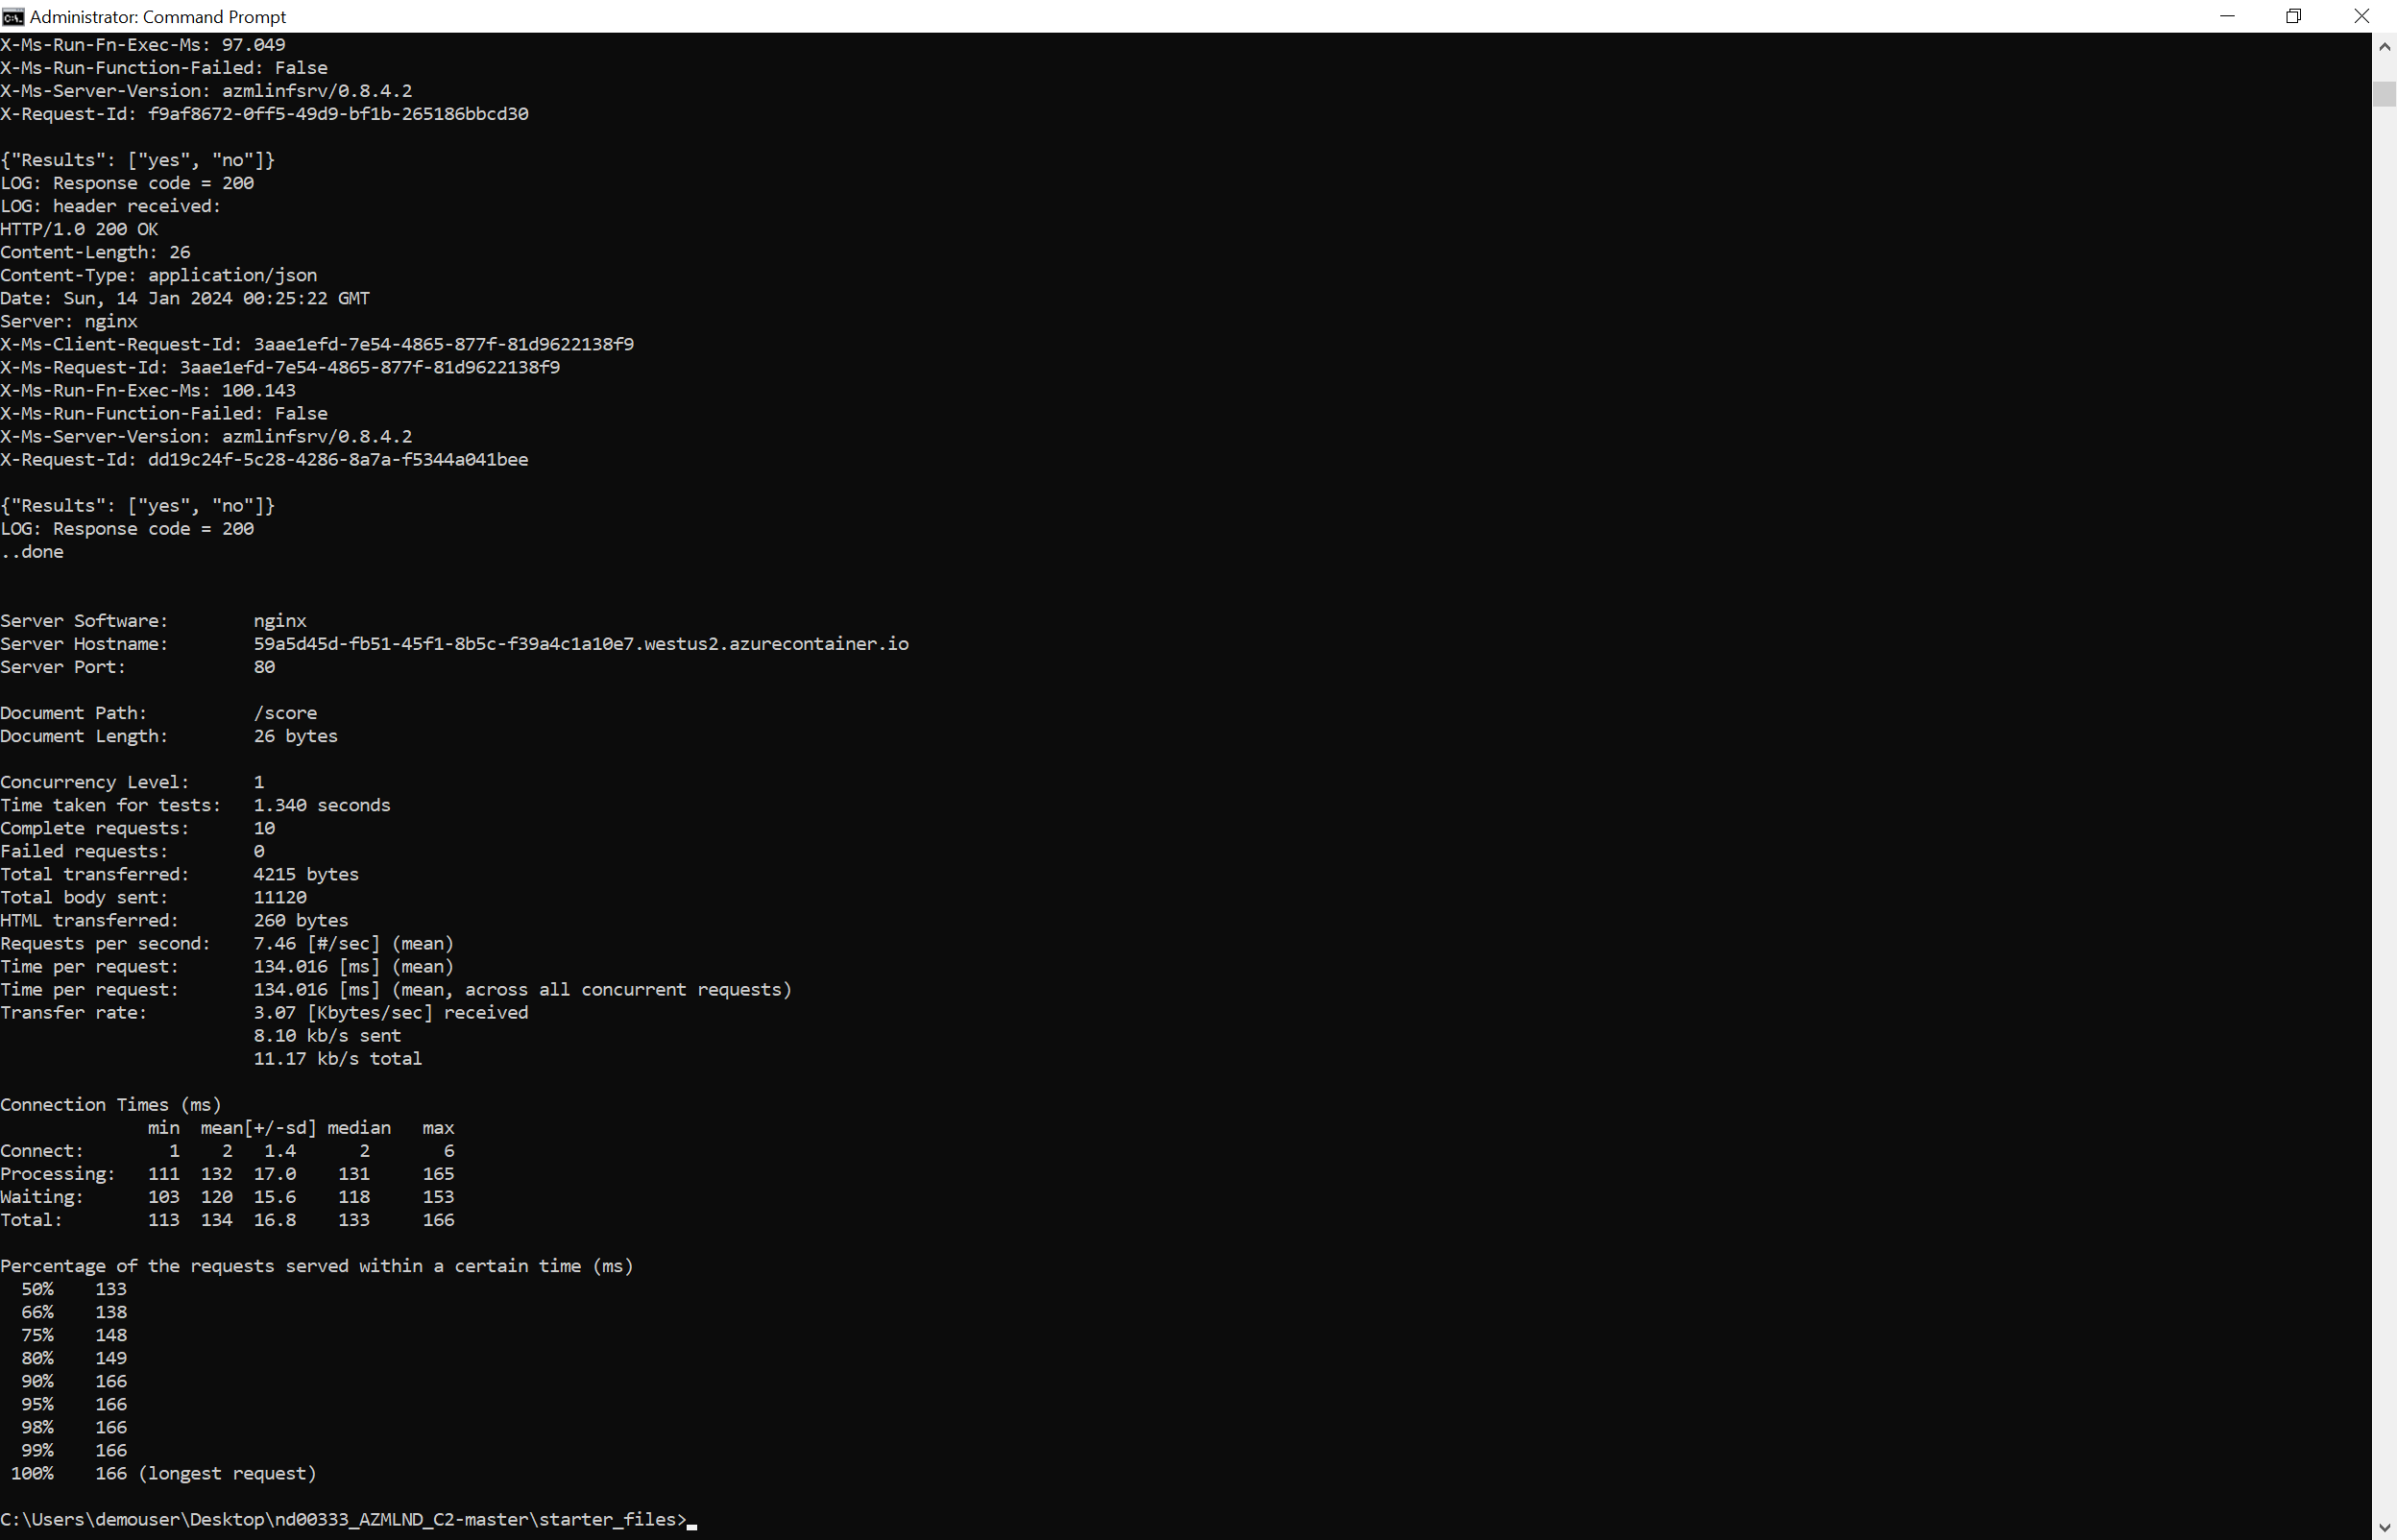 Administrator: Command Prompt
X-Ms-Run-Fn-Exec-Ms: 97.049
X-Ms-Run-Function-Failed: False
X-Ms-Server-Version: azmlinfsrv/0.8.4.2
X-Request-Id: f9af8672-0ff5-49d9-bf1b-265186bbcd30
{"Results": ["yes", "no"]}
LOG: Response code = 200
LOG: header received:
HTTP/1.0 200 OK
Content-Length: 26
Content-Type: application/json
Date: Sun, 14 Jan 2024 00:25:22 GMT
Server: nginx
X-Ms-Client-Request-Id: 3aae1efd-7e54-4865-877f-81d9622138f9
X-Ms-Request-Id: 3aae1efd-7e54-4865-877f-81d9622138f9
X-Ms-Run-Fn-Exec-Ms: 100.143
X-Ms-Run-Function-Failed: False
X-Ms-Server-Version: azmlinfsrv/0.8.4.2
X-Request-Id: dd19c24f-5c28-4286-8a7a-f5344a041bee
{"Results": ["yes", "no"]}
LOG: Response code = 200
..done
Server Software:        nginx
Server Hostname:        59a5d45d-fb51-45f1-8b5c-f39a4c1a10e7.westus2.azurecontainer.io
Server Port:            80
Document Path:          /score
Document Length:        26 bytes
Concurrency Level:      1
Time taken for tests:   1.340 seconds
Complete requests:      10
Failed requests:        0
Total transferred:      4215 bytes
Total body sent:        11120
HTML transferred:       260 bytes
Requests per second:    7.46 [#/sec] (mean)
Time per request:       134.016 [ms] (mean)
Time per request:       134.016 [ms] (mean, across all concurrent requests)
Transfer rate:          3.07 [Kbytes/sec] received
                        8.10 kb/s sent
                        11.17 kb/s total
Connection Times (ms)
              min  mean[+/-sd] median   max
Connect:        1    2   1.4      2       6
Processing:   111  132  17.0    131     165
Waiting:      103  120  15.6    118     153
Total:        113  134  16.8    133     166
Percentage of the requests served within a certain time (ms)
  50%    133
  66%    138
  75%    148
  80%    149
  90%    166
  95%    166
  98%    166
  99%    166
 100%    166 (longest request)
C:\Users\demouser\Desktop\nd00333_AZMLND_C2-master\starter_files>